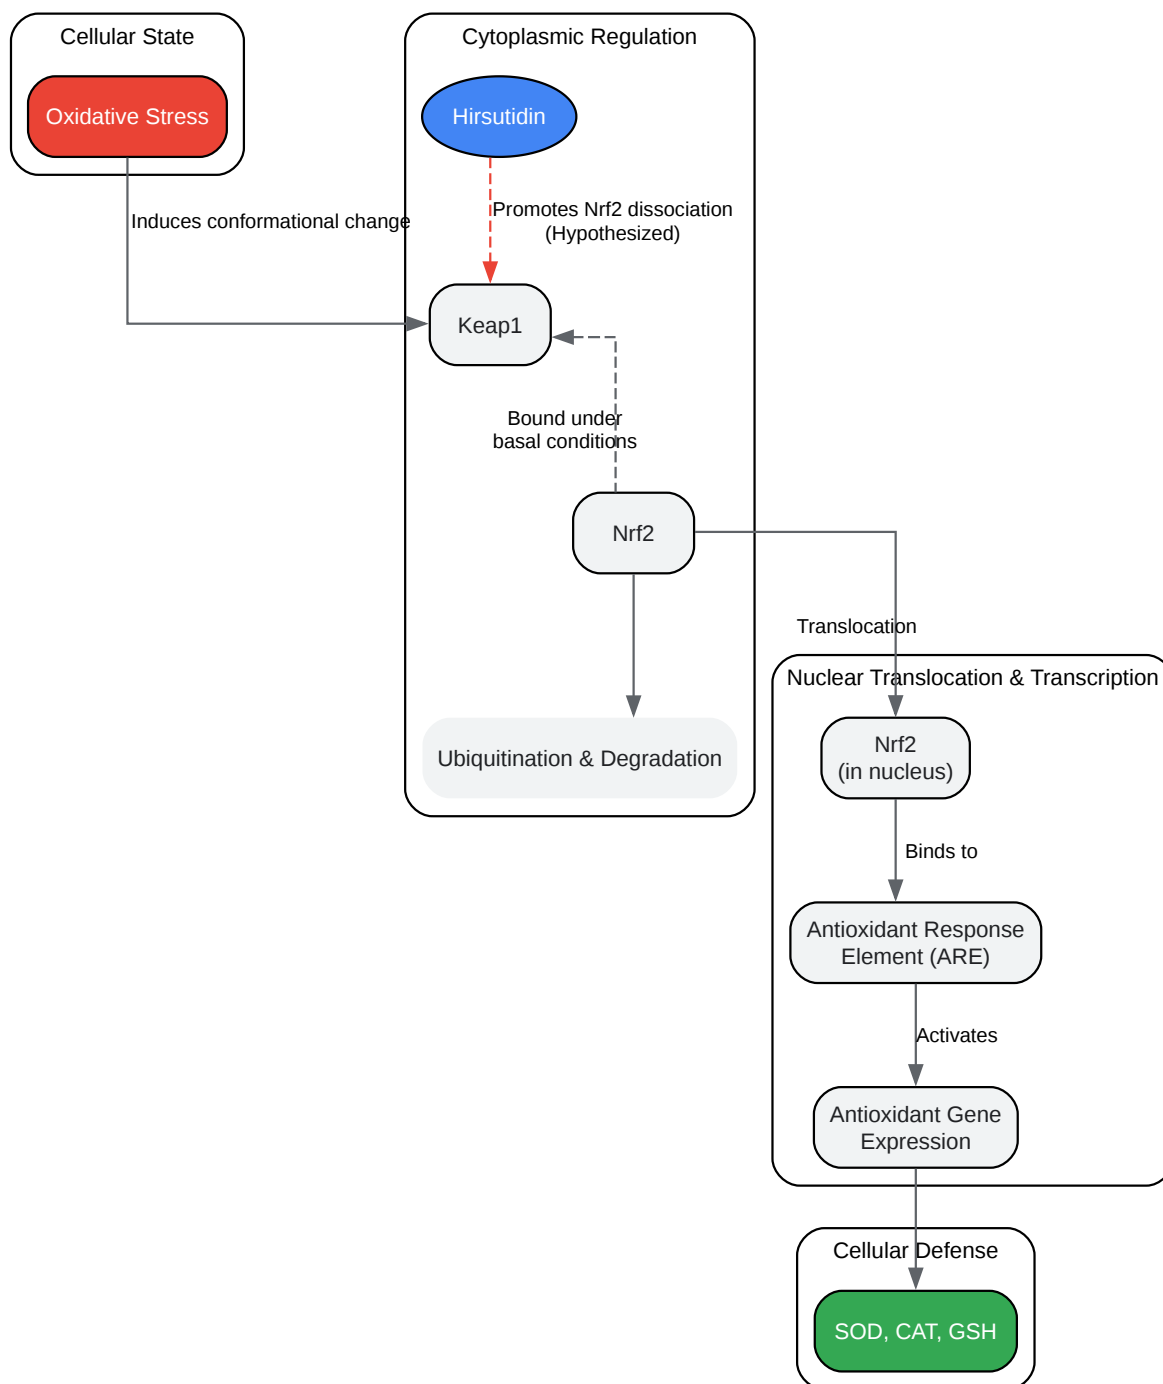 Cellular State
Oxidative Stress
Induces conformational change
Cytoplasmic Regulation
Hirsutidin
Promotes Nrf2 dissociation
(Hypothesized)
Keap1
Bound under
basal conditions
Nrf2
Ubiquitination & Degradation
Translocation
Nuclear Translocation & Transcription
Nrf2
(in nucleus)
Binds to
Antioxidant Response
Element (ARE)
Activates
Antioxidant Gene
Expression
Cellular Defense
SOD, CAT, GSH